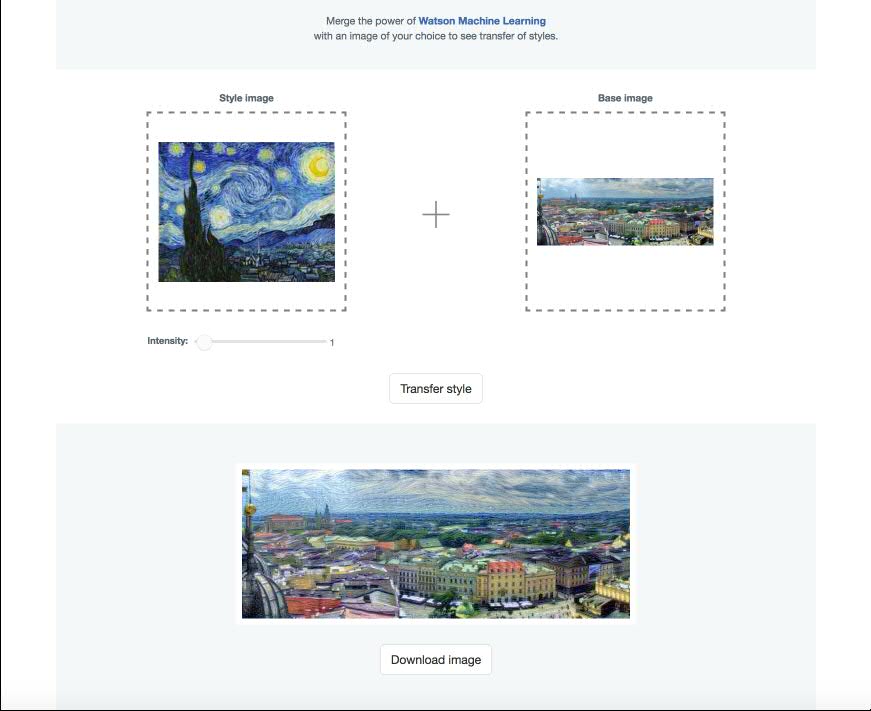 Merge the power of Watson Machine Learning
with an image of your choice to see transfer of styles.
Style image
Base image
Intensity:
1
Transfer style
Download image